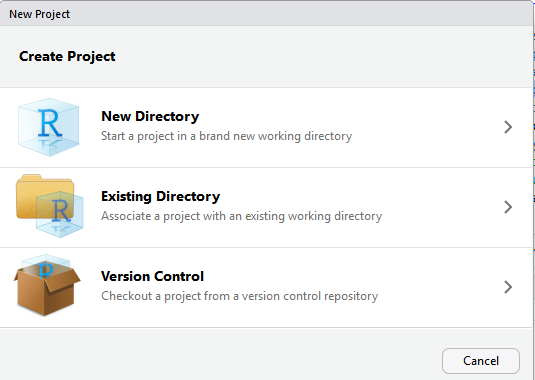 New Project
Create Project
New Directory
Start a project in a brand new working directory
Existing Directory
Associate a project with an existing working directory
Version Control
Checkout a project from a version control repository
Cancel